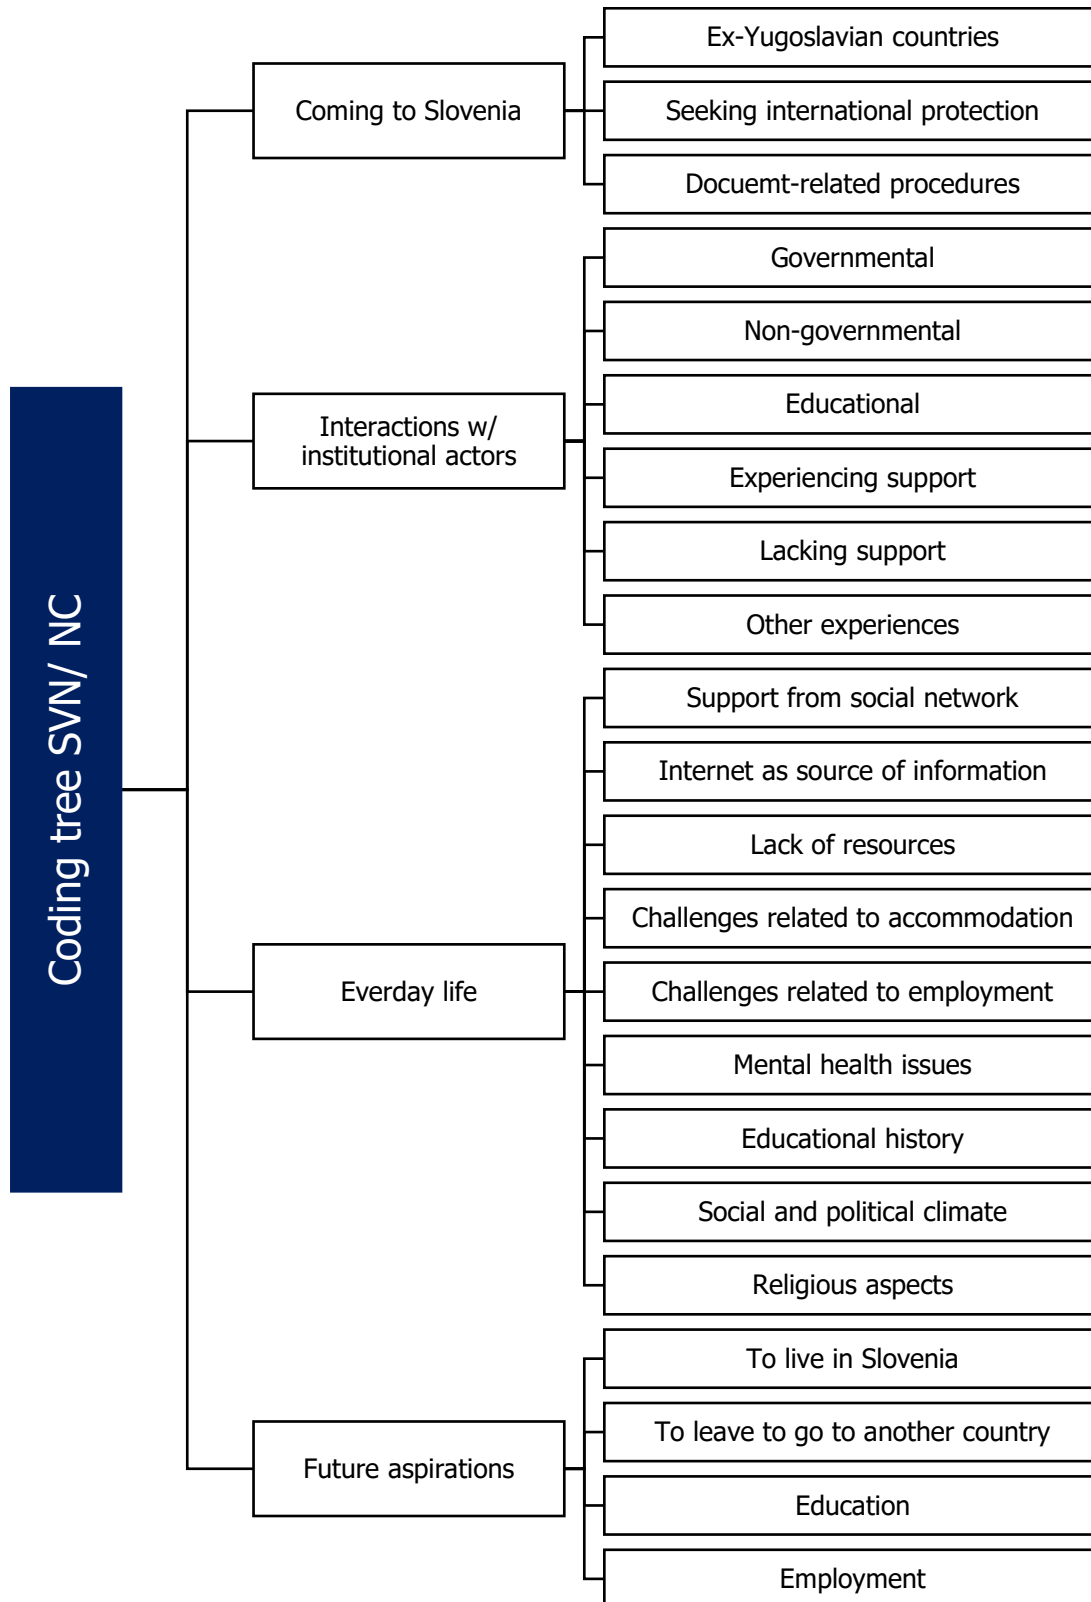 Coding tree SVN/ NC
Coming to Slovenia
Ex-Yugoslavian countries
Seeking international protection
Docuemt-related procedures
Interactions w/
institutional actors
Governmental
Non-governmental
Educational
Experiencing support
Lacking support
Other experiences
Everday life
Support from social network
Internet as source of information
Lack of resources
Challenges related to accommodation
Challenges related to employment
Mental health issues
Educational history
Social and political climate
Religious aspects
Future aspirations
To live in Slovenia
To leave to go to another country
Education
Employment